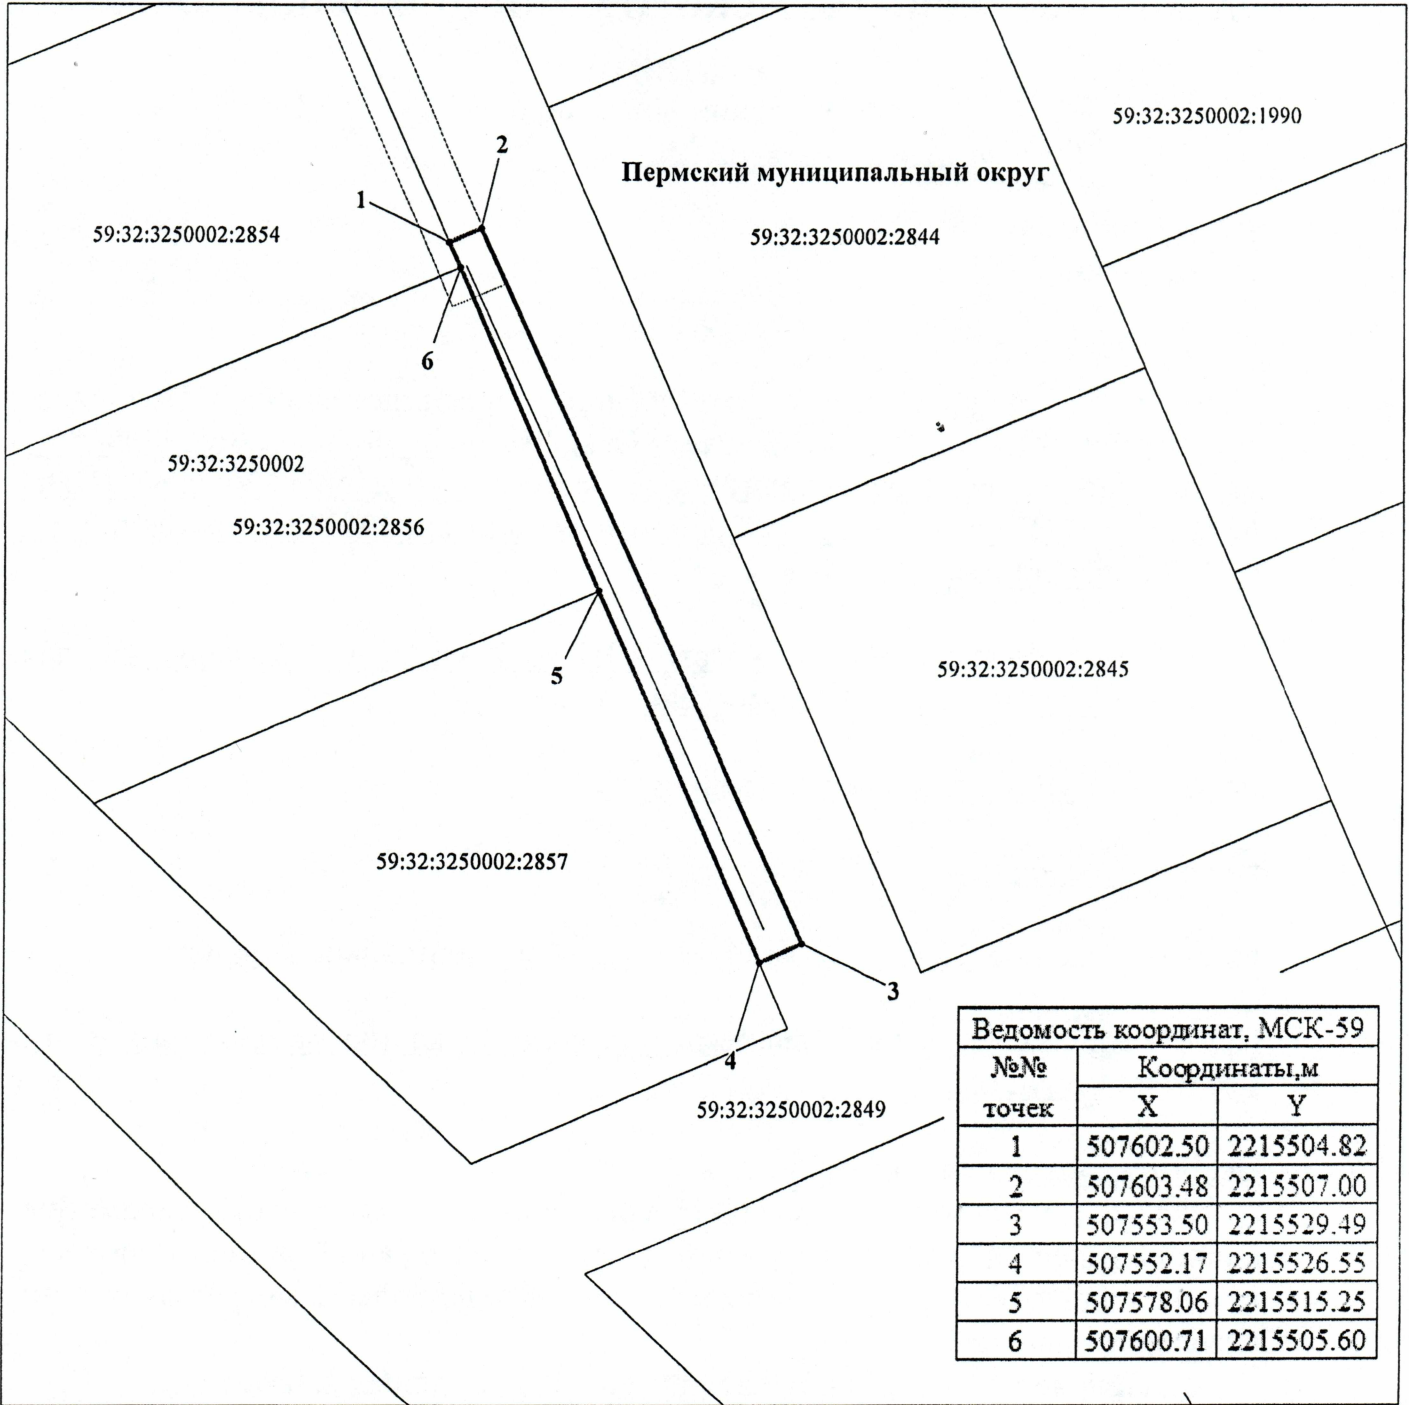 59:32:3250002:1990
2
Пермский муниципальный округ
1
59:32:3250002:2854
59:32:3250002:2844
6
59:32:3250002
59:32:3250002:2856
5
59:32:3250002:2845
59:32:3250002:2857
3
4
59:32:3250002:2849
Ведомость координат, МСК-59
№№ точек Координаты,м
X Y
1 507602.50 2215504.82
2 507603.48 2215507.00
3 507553.50 2215529.49
4 507552.17 2215526.55
5 507578.06 2215515.25
6 507600.71 2215505.60